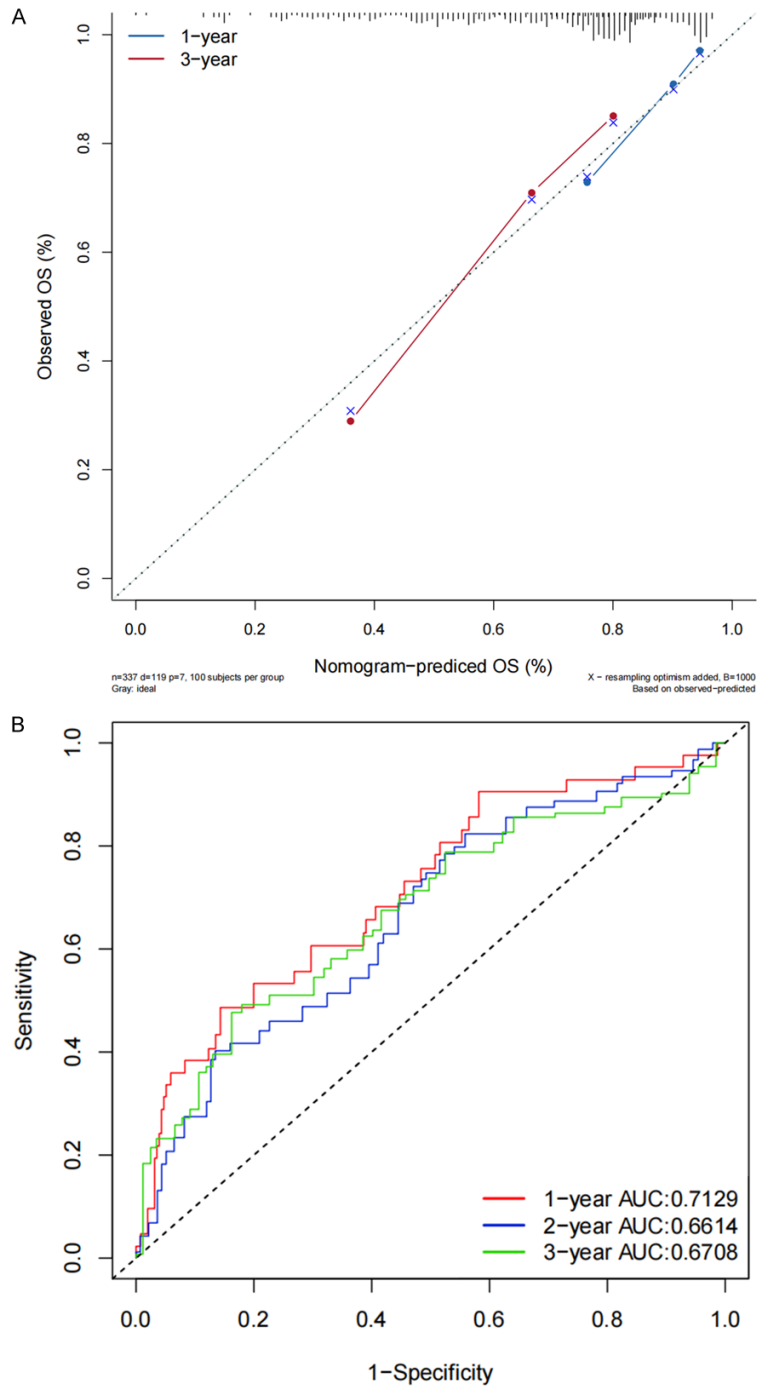 A
1.0
0.8
0.6
0.4
0.2
0.0
Observed OS (%)
1−year
3−year
0.0 0.2 0.4 0.6 0.8 1.0
Nomogram−prediced OS (%)
n=337 d=119 p=7, 100 subjects per group
Gray: ideal
X − resampling optimism added, B=1000
Based on observed−predicted
B
1.0
0.8
0.6
0.4
0.2
0.0
Sensitivity
1−year AUC:0.7129
2−year AUC:0.6614
3−year AUC:0.6708
0.0 0.2 0.4 0.6 0.8 1.0
1−Specificity